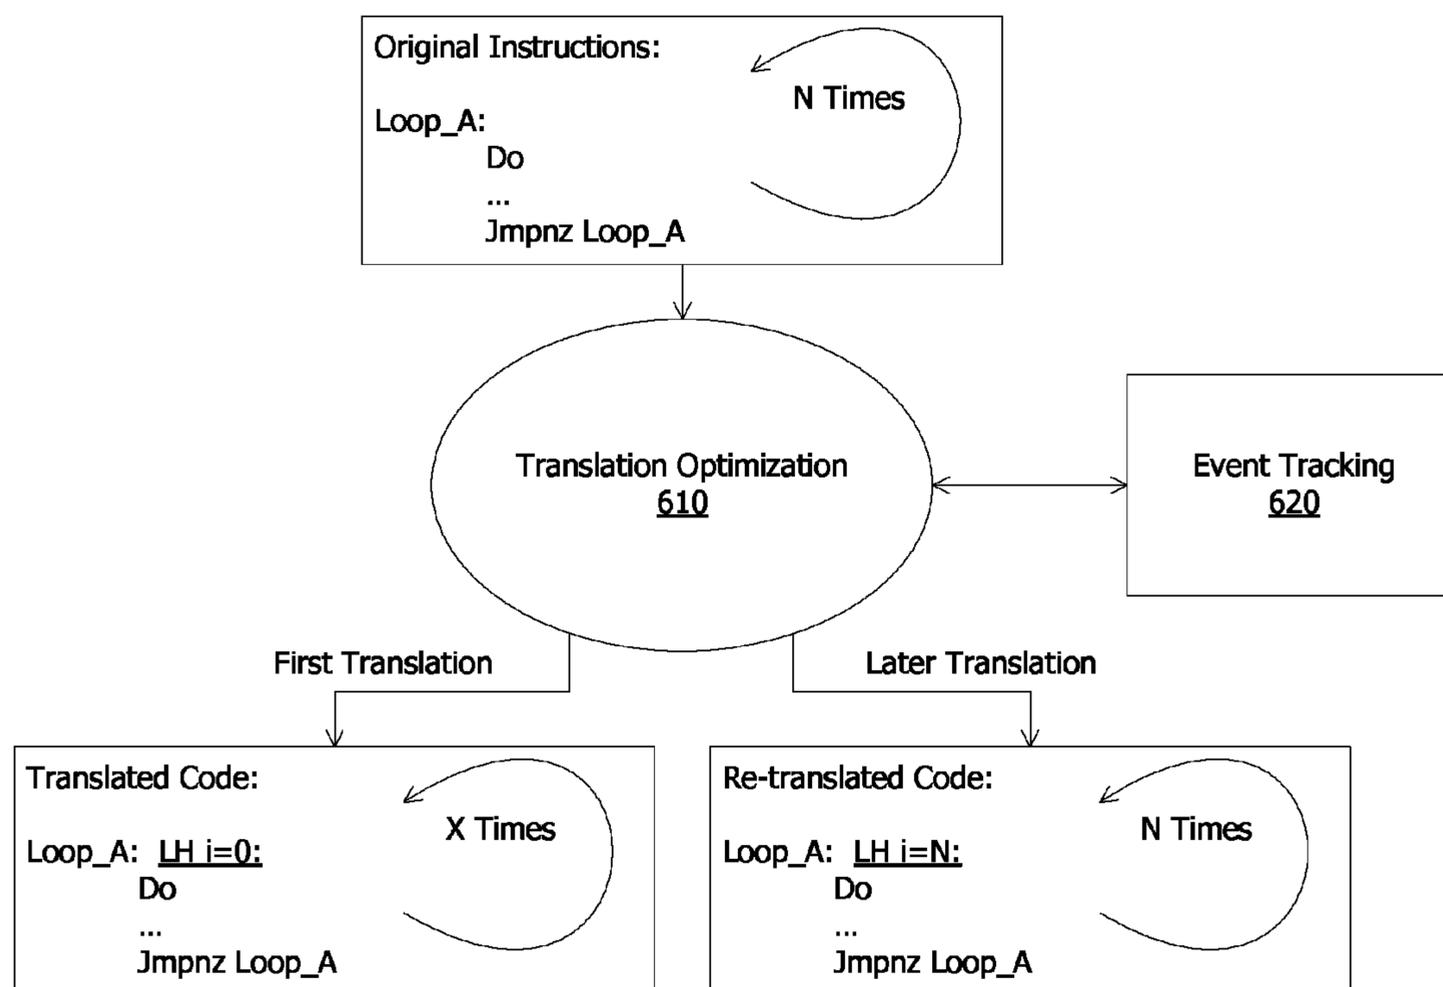 Original Instructions:
N Times
Loop_A:
Do
...
Jmpnz Loop_A
Translation Optimization
610
Event Tracking
620
First Translation
Later Translation
Translated Code:
X Times
Loop_A: LH i=0:
Do
...
Jmpnz Loop_A
Re-translated Code:
N Times
Loop_A: LH i=N:
Do
...
Jmpnz Loop_A